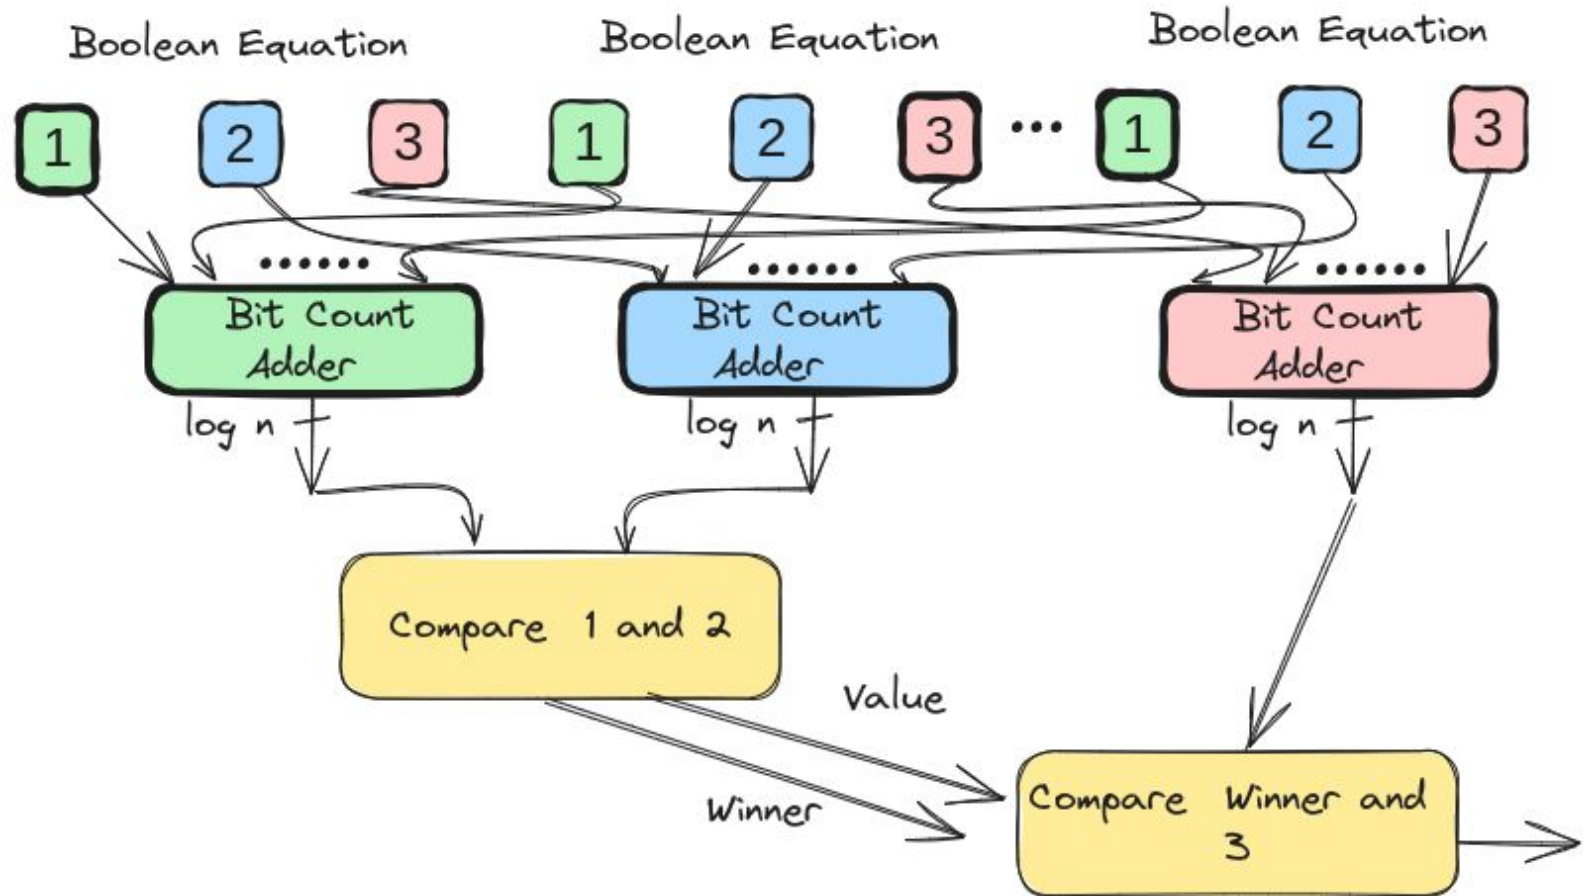 Boolean Equation
Boolean Equation
Boolean Equation
1 2 3 1 2 3 ... 1 2 3
...... ...... ......
Bit Count
Adder
Bit Count
Adder
Bit Count
Adder
log n
log n
log n
Compare 1 and 2
Value
Winner
Compare Winner and
3